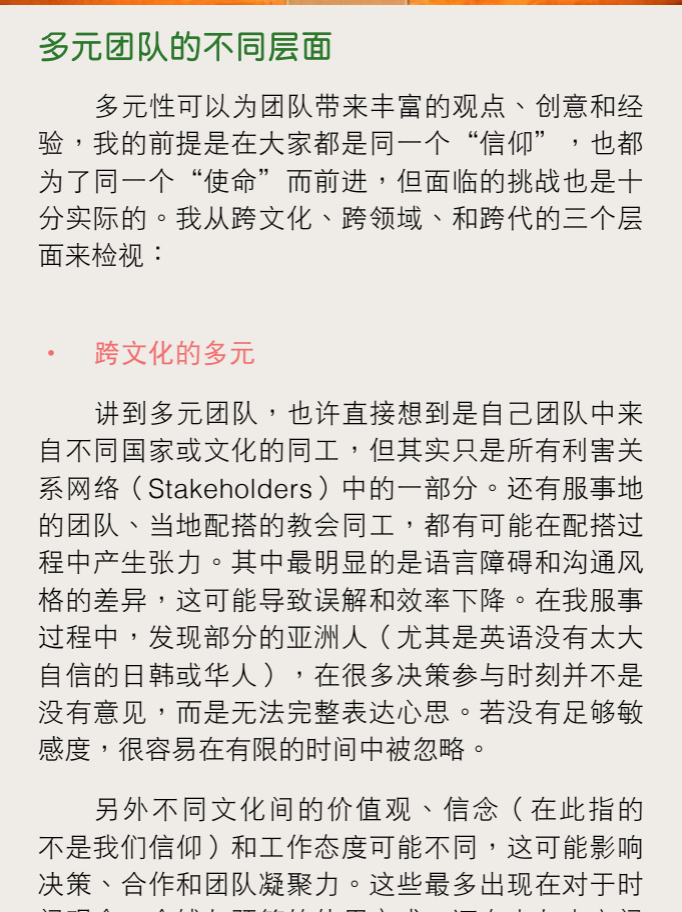 多元团队的不同层面
多元性可以为团队带来丰富的观点、创意和经
验，我的前提是在大家都是同一个“信仰”，也都
为了同一个“使命”而前进，但面临的挑战也是十
分实际的。我从跨文化、跨领域、和跨代的三个层
面来检视：
• 跨文化的多元
讲到多元团队，也许直接想到是自己团队中来
自不同国家或文化的同工，但其实只是所有利害关
系网络（Stakeholders）中的一部分。还有服事地
的团队、当地配搭的教会同工，都有可能在配搭过
程中产生张力。其中最明显的是语言障碍和沟通风
格的差异，这可能导致误解和效率下降。在我服事
过程中，发现部分的亚洲人（尤其是英语没有太大
自信的日韩或华人），在很多决策参与时刻并不是
没有意见，而是无法完整表达心思。若没有足够敏
感度，很容易在有限的时间中被忽略。
另外不同文化间的价值观、信念（在此指的
不是我们信仰）和工作态度可能不同，这可能影响
决策、合作和团队凝聚力。这些最多出现在对于时